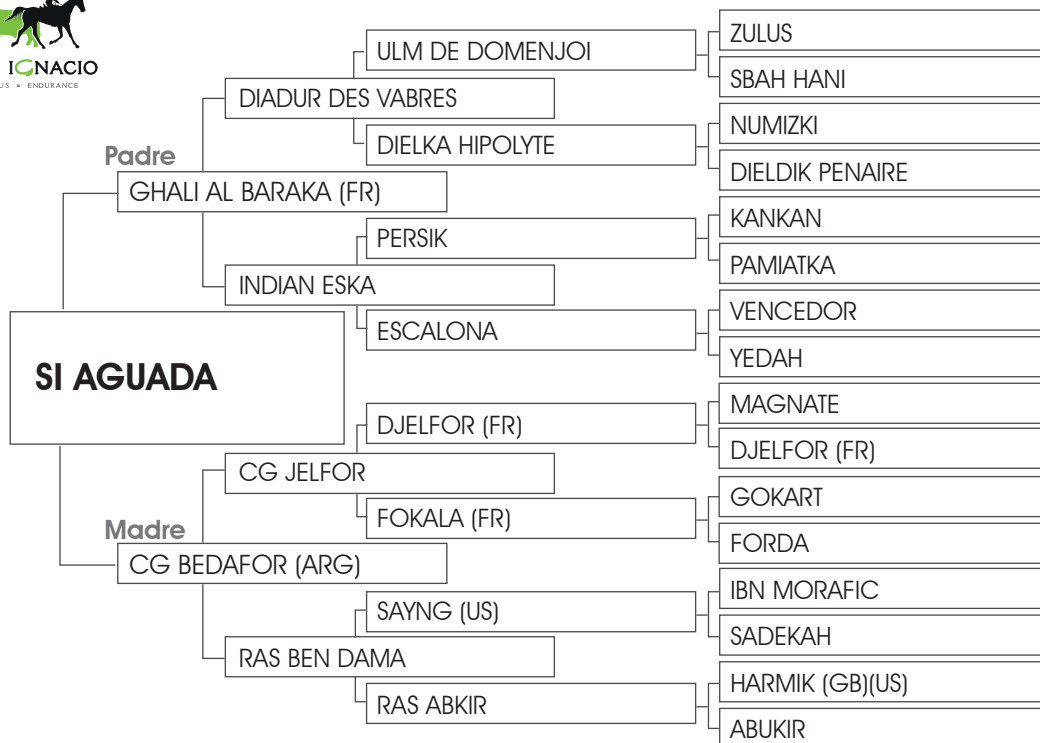 IGNACIO
US & ENDURANCE
ZULUS
ULM DE DOMENJOI
SBAH HANI
DIADUR DES VABRES
NUMIZKI
DIELKA HIPOLYTE
DIELDIK PENAIRE
Padre
GHALI AL BARAKA (FR)
KANKAN
PERSIK
PAMIATKA
INDIAN ESKA
VENCEDOR
ESCALONA
YEDAH
SI AGUADA
MAGNATE
DJELFOR (FR)
DJELFOR (FR)
CG JELFOR
GOKART
FOKALA (FR)
FORDA
Madre
CG BEDAFOR (ARG)
IBN MORAFIC
SAYNG (US)
SADEKAH
RAS BEN DAMA
HARMIK (GB)(US)
RAS ABKIR
ABUKIR